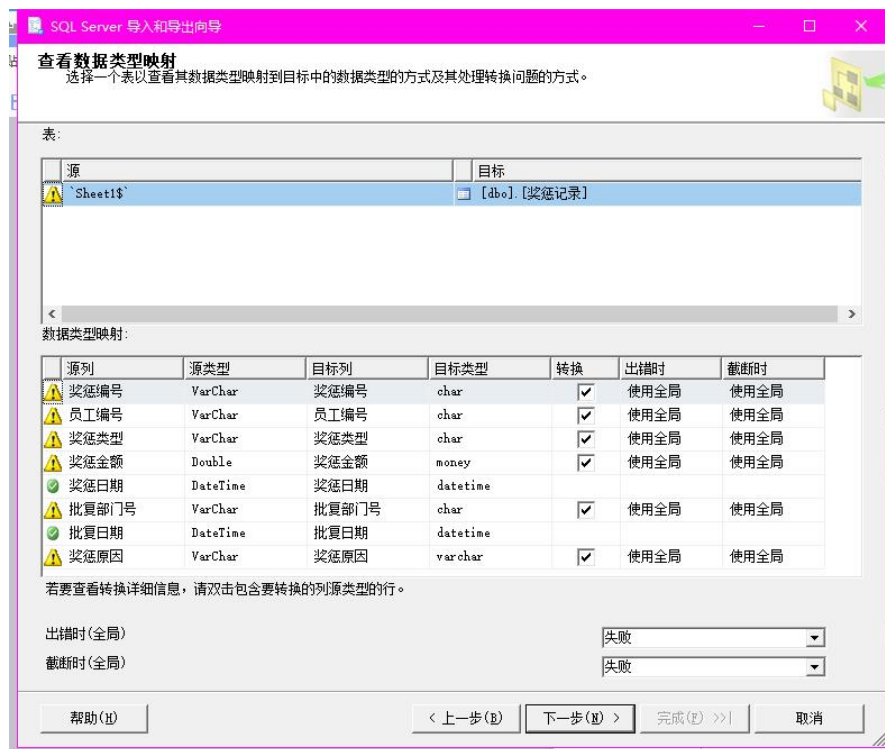 SQL Server 导入和导出向导
查看数据类型映射
选择一个表以查看其数据类型映射到目标中的数据类型的方式及其处理转换问题的方式。
表:
源 目标
`Sheet1$` [dbo].[奖惩记录]
数据类型映射:
源列 源类型 目标列 目标类型 转换 出错时 截断时
奖惩编号 VarChar 奖惩编号 char 使用全局 使用全局
员工编号 VarChar 员工编号 char 使用全局 使用全局
奖惩类型 VarChar 奖惩类型 char 使用全局 使用全局
奖惩金额 Double 奖惩金额 money 使用全局 使用全局
奖惩日期 DateTime 奖惩日期 datetime
批复部门号 VarChar 批复部门号 char 使用全局 使用全局
批复日期 DateTime 批复日期 datetime
奖惩原因 VarChar 奖惩原因 varchar 使用全局 使用全局
若要查看转换详细信息，请双击包含要转换的列源类型的行。
出错时(全局) 失败
截断时(全局) 失败
帮助(H) < 上一步(B) 下一步(N) > 完成(F) >>| 取消